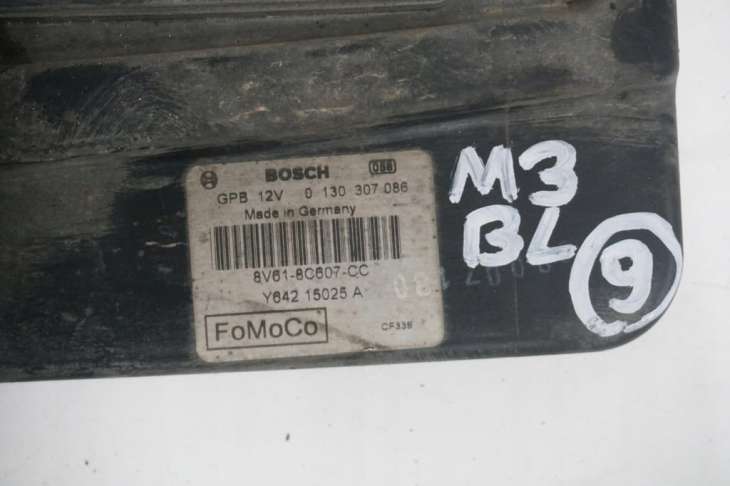 BOSCH 086
GPB 12V 0 130 307 086
Made in Germany
8V61-8C607-CC
Y642 15025 A
FoMoCo
CF33B
M3
BL
9